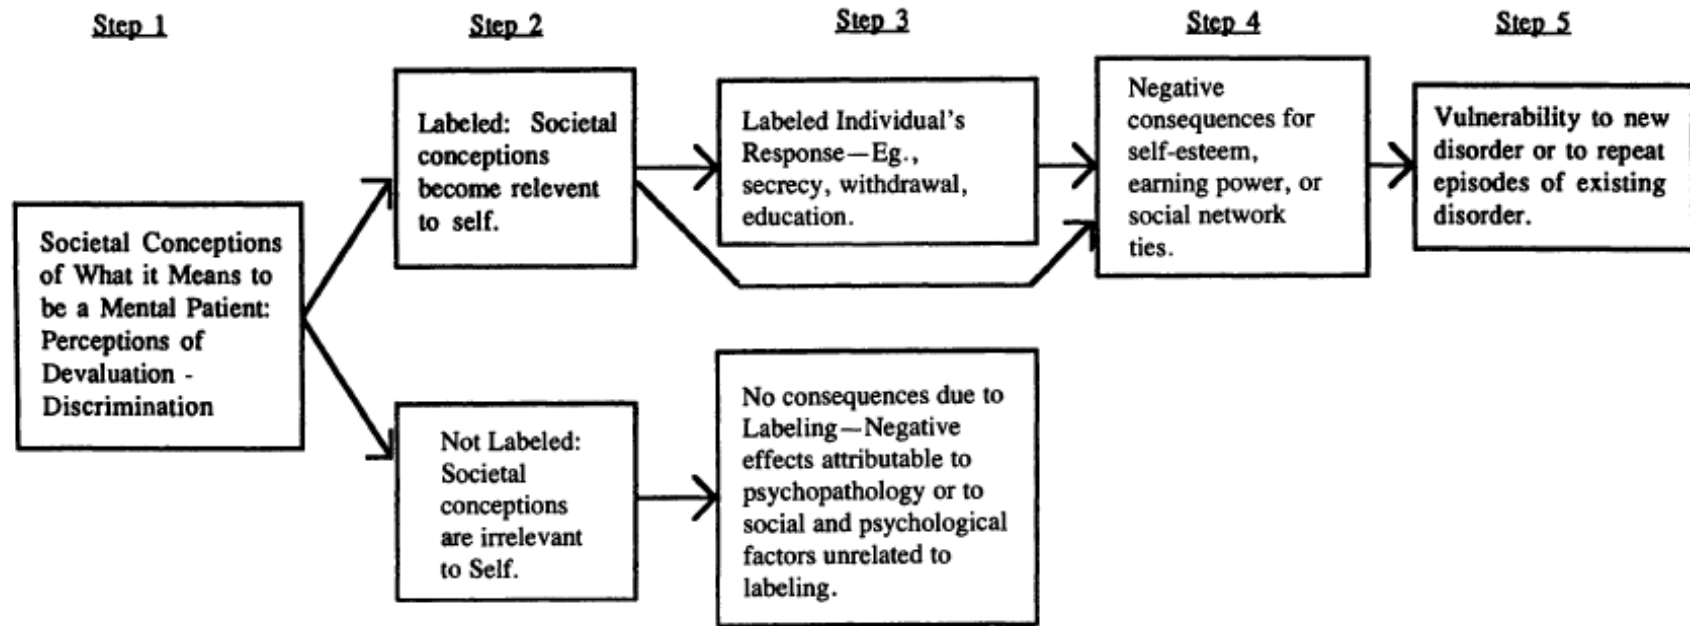 Step 1
Step 2
Step 3
Step 4
Step 5
Societal Conceptions
of What it Means to
be a Mental Patient:
Perceptions of
Devaluation -
Discrimination
Labeled: Societal
conceptions
become relevent
to self.
Labeled Individual's
Response—Eg.,
secrecy, withdrawal,
education.
Negative
consequences for
self-esteem,
earning power, or
social network
ties.
Vulnerability to new
disorder or to repeat
episodes of existing
disorder.
Not Labeled:
Societal
conceptions
are irrelevant
to Self.
No consequences due to
Labeling—Negative
effects attributable to
psychopathology or to
social and psychological
factors unrelated to
labeling.